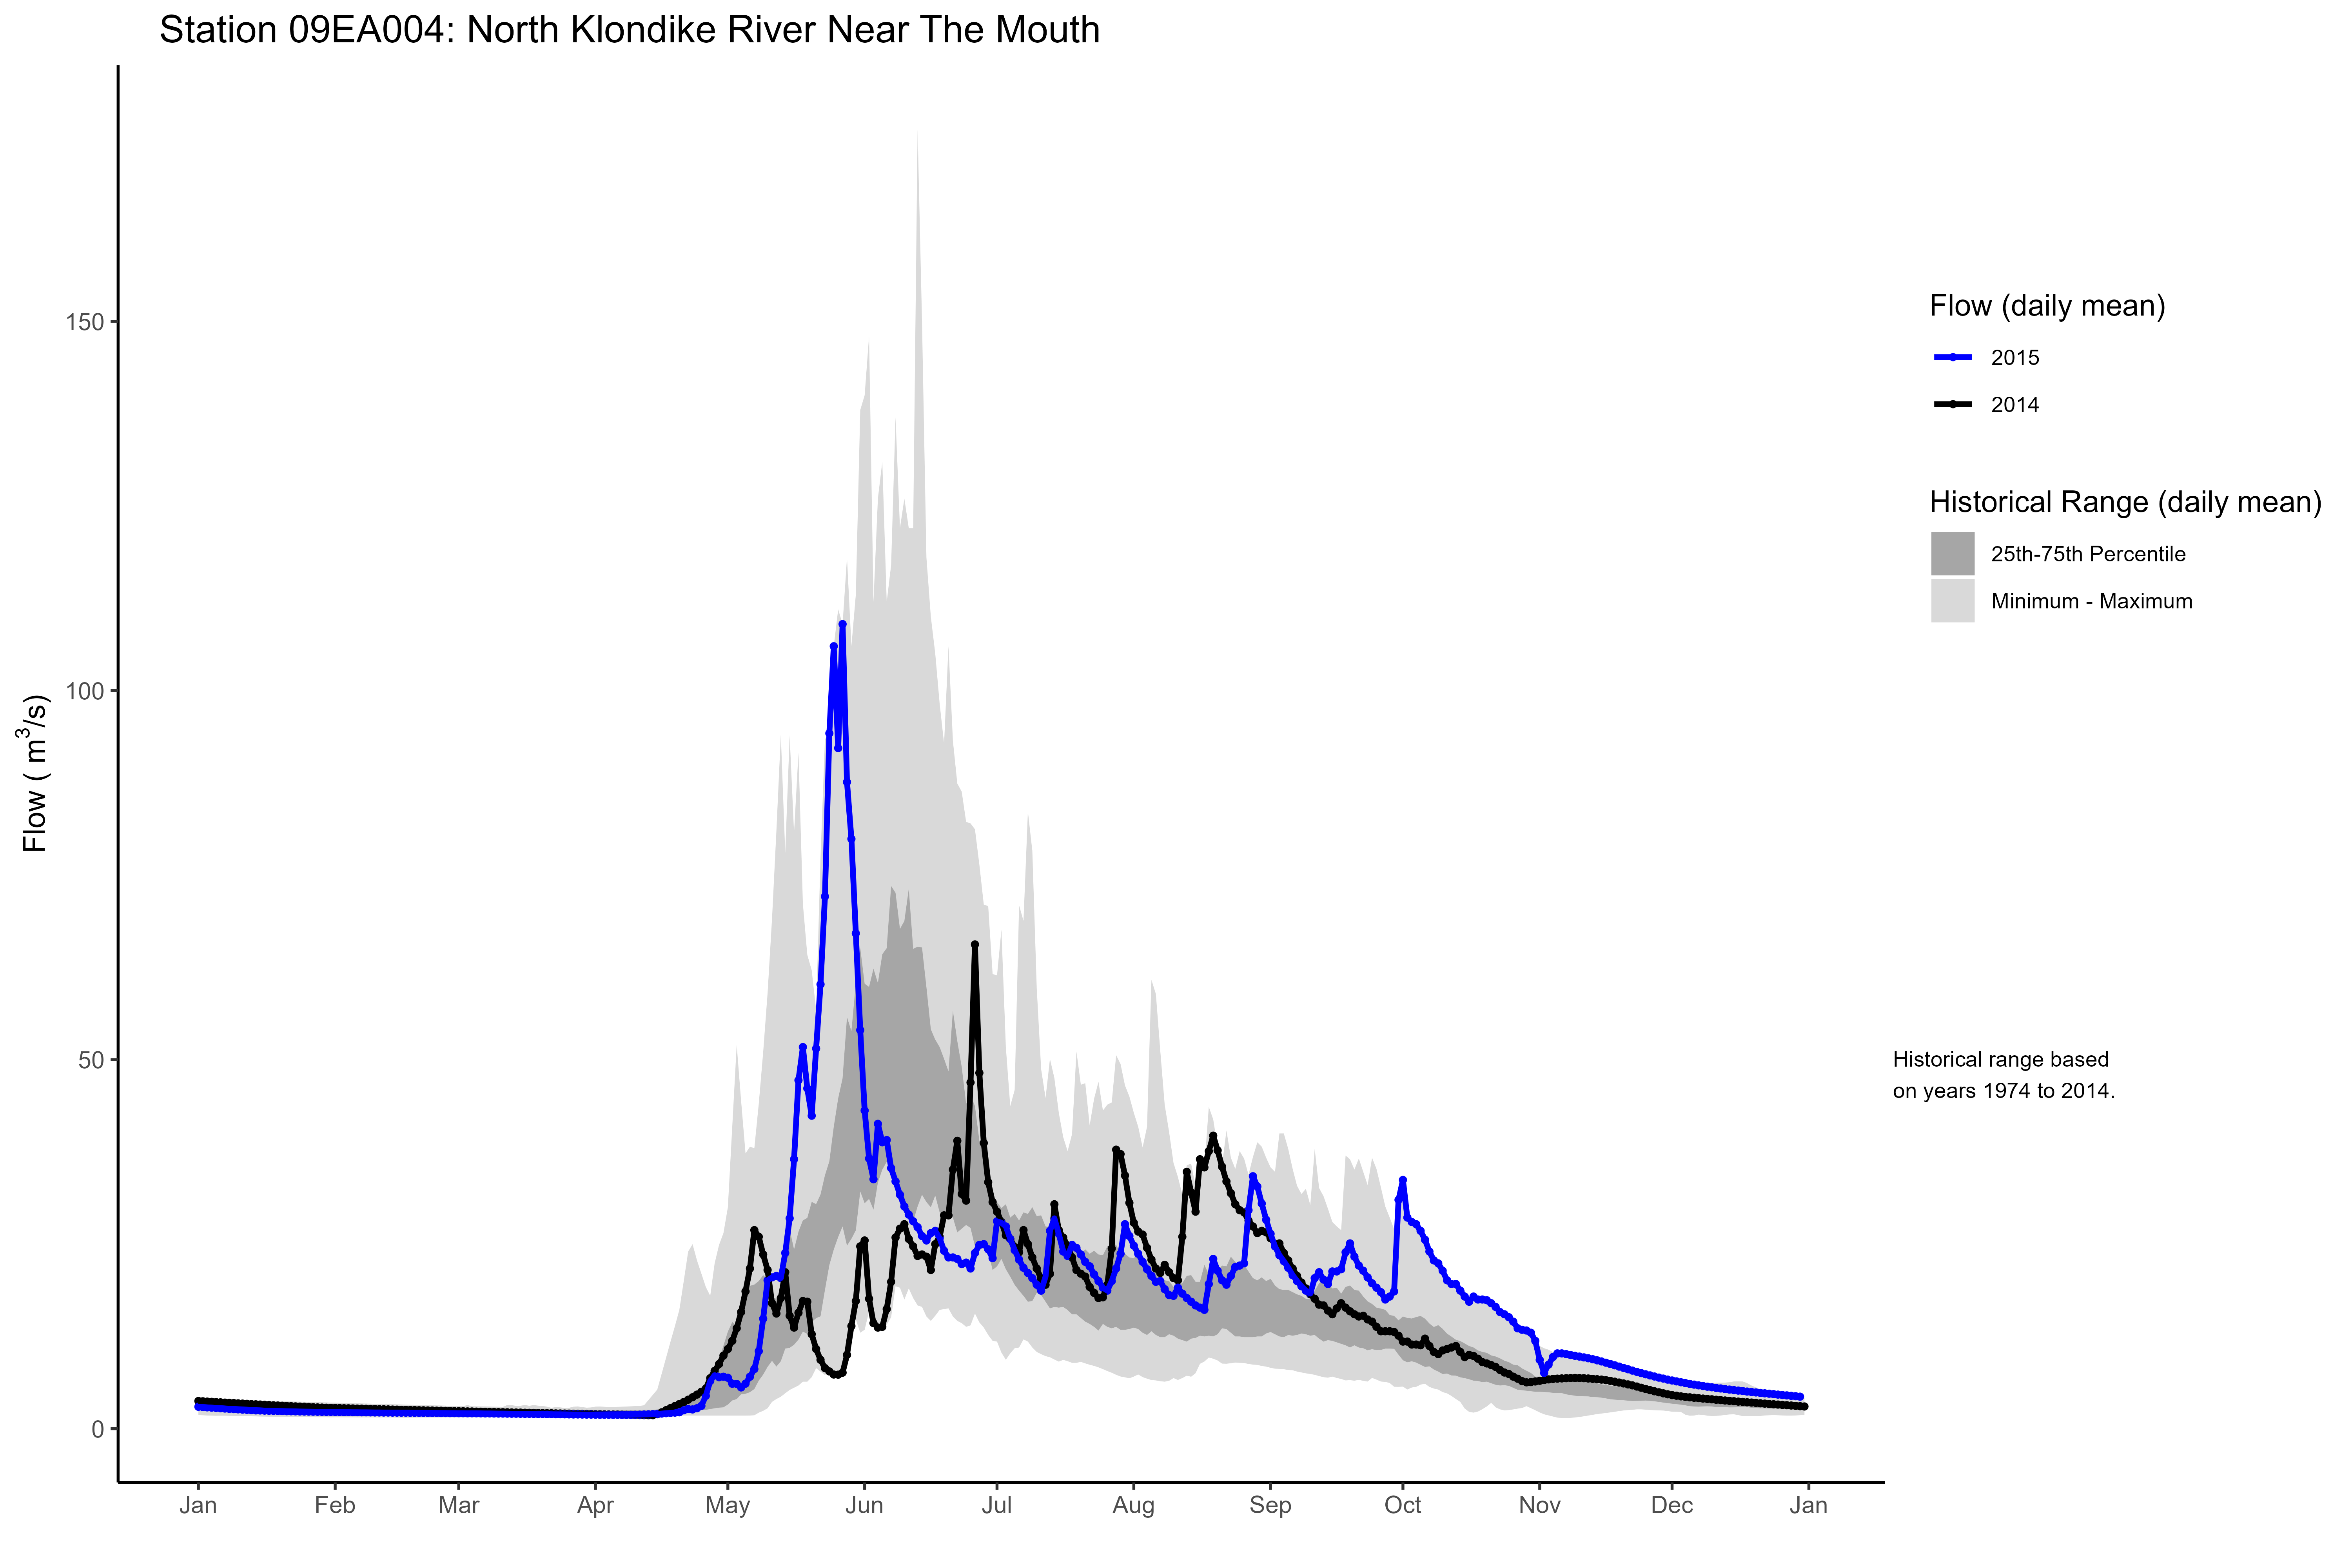 Station 09EA004: North Klondike River Near The Mouth
Flow ( m³/s)
150
100
50
0
Jan Feb Mar Apr May Jun Jul Aug Sep Oct Nov Dec Jan
Flow (daily mean)
2015
2014
Historical Range (daily mean)
25th-75th Percentile
Minimum - Maximum
Historical range based
on years 1974 to 2014.